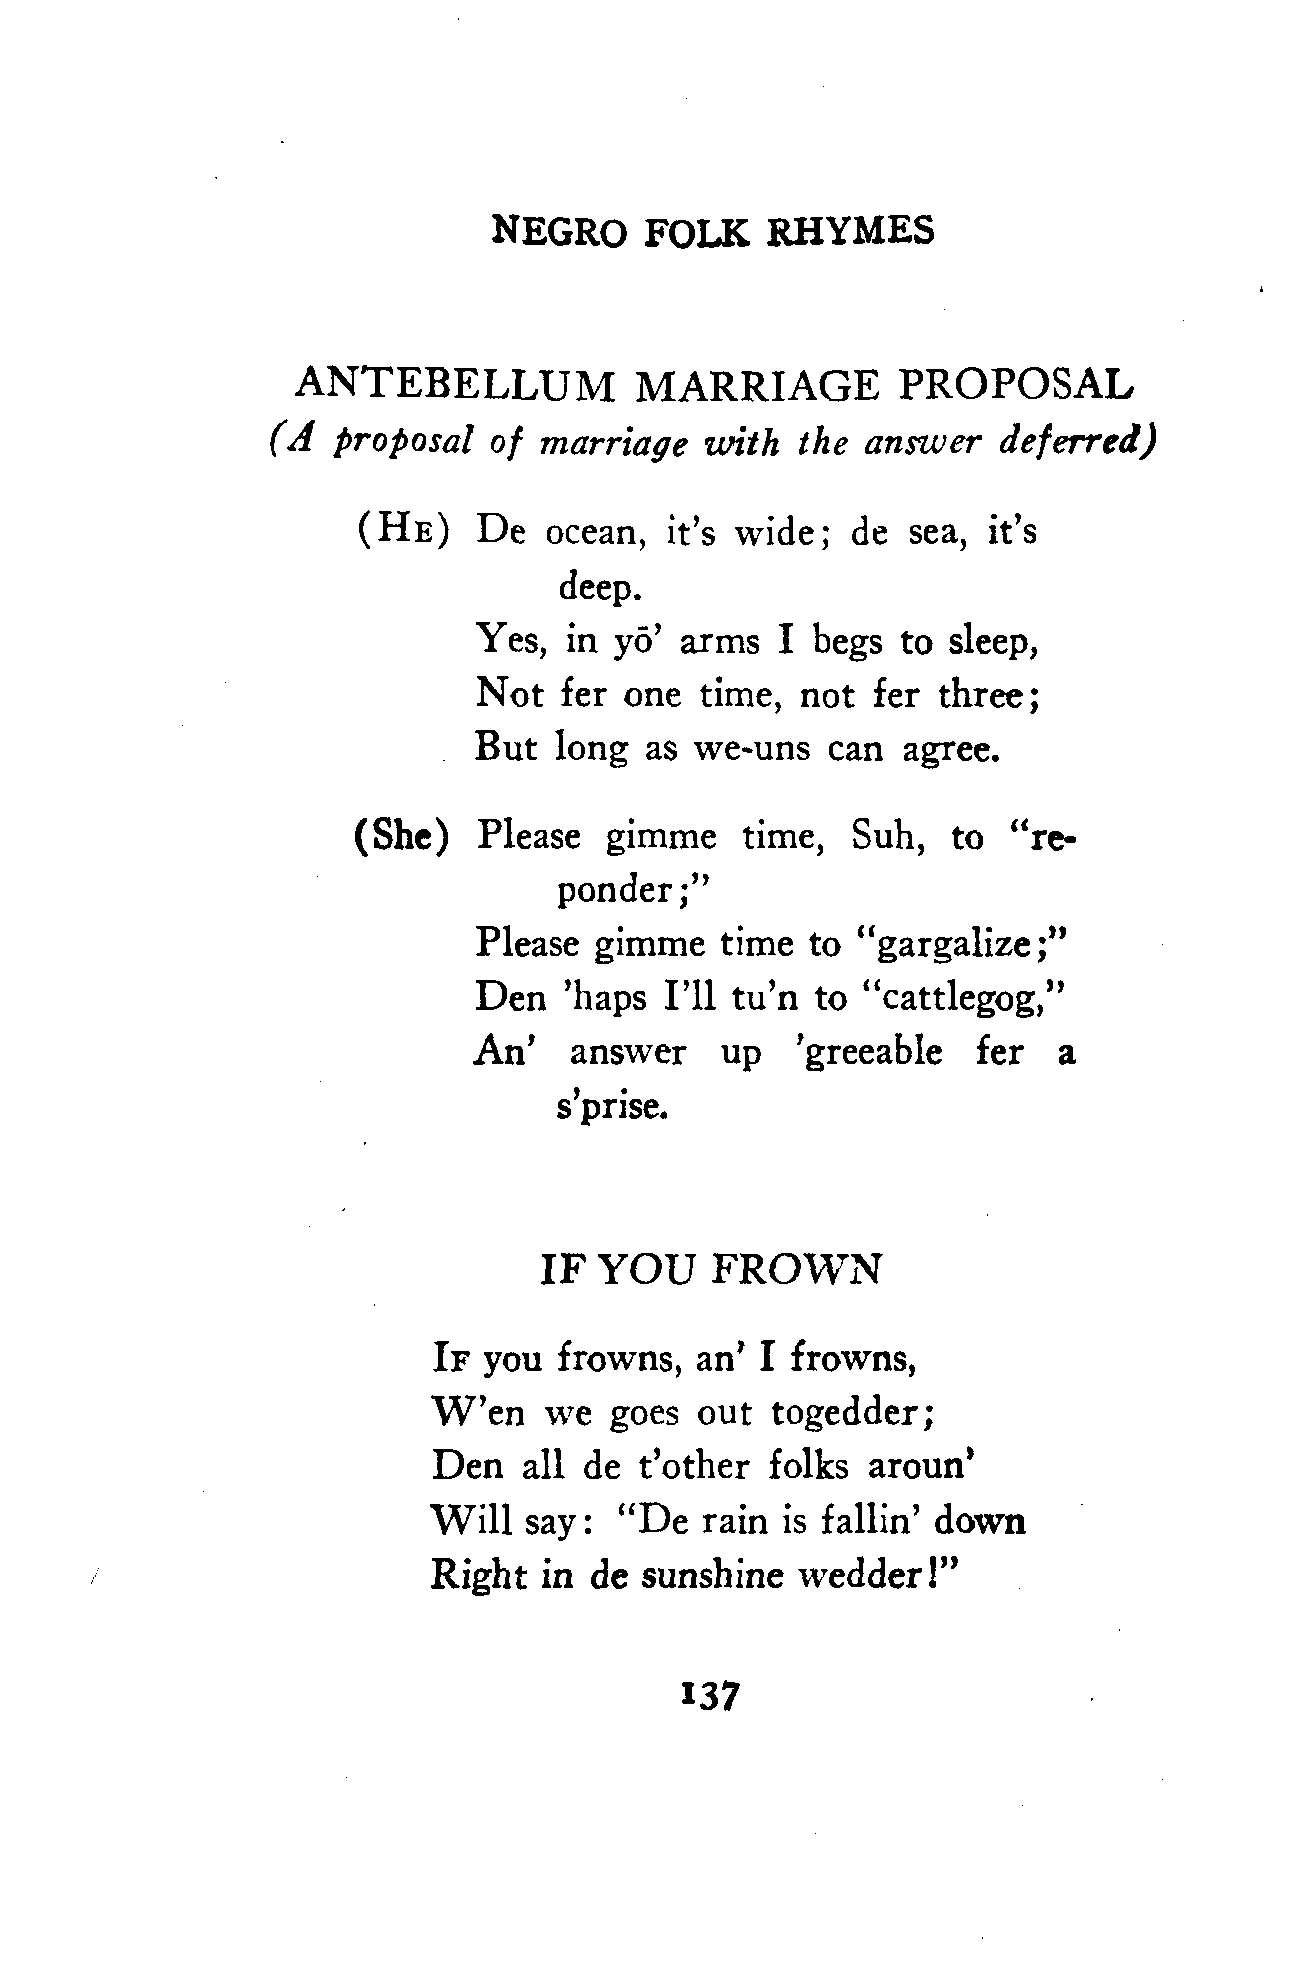 NEGRO FOLK RHYMES
ANTEBELLUM MARRIAGE PROPOSAL
(A proposal of marriage with the answer deferred)
(HE) De ocean, it's wide; de sea, it's
deep.
Yes, in yō' arms I begs to sleep,
Not fer one time, not fer three;
But long as we-uns can agree.
(She) Please gimme time, Suh, to "re-
ponder;"
Please gimme time to "gargalize;"
Den 'haps I'll tu'n to "cattlegog,"
An' answer up 'greeable fer a
s'prise.
IF YOU FROWN
IF you frowns, an' I frowns,
W'en we goes out togedder;
Den all de t'other folks aroun'
Will say: "De rain is fallin' down
Right in de sunshine wedder!"
137